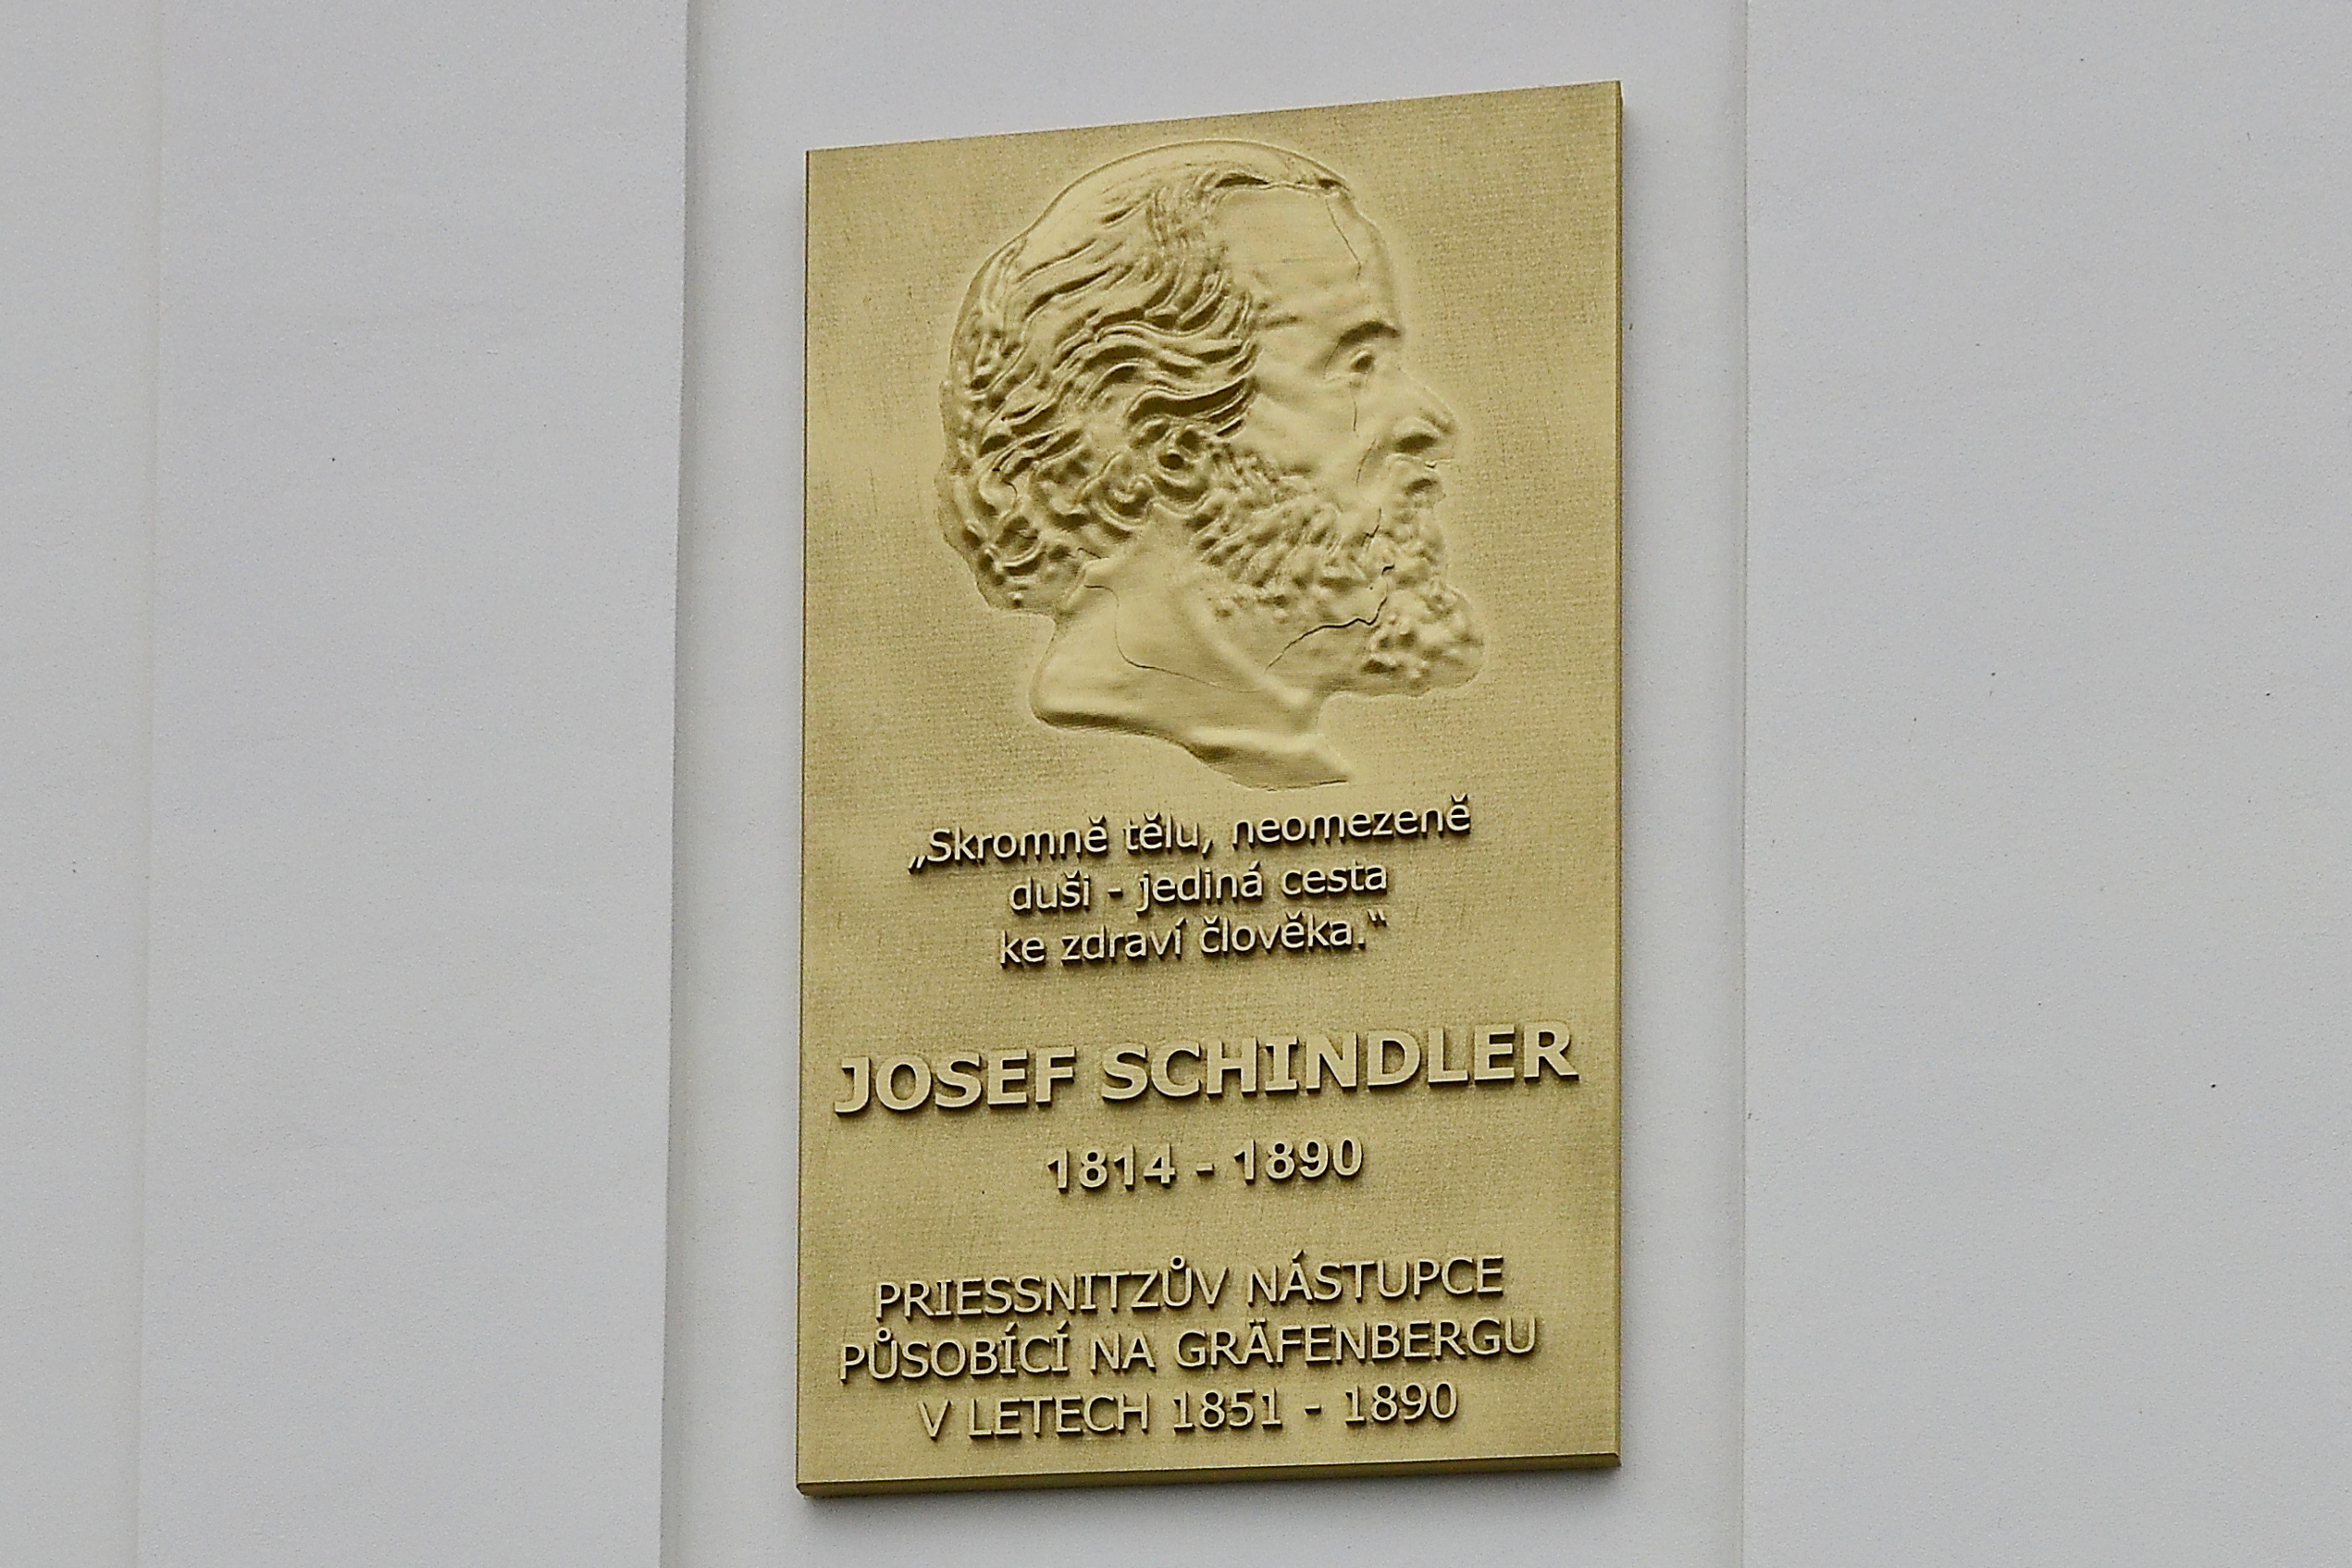 „Skromně tělu, neomezeně
duši - jediná cesta
ke zdraví člověka.“
JOSEF SCHINDLER
1814 - 1890
PRIESSNITZŮV NÁSTUPCE
PŮSOBÍCÍ NA GRÄFENBERGU
V LETECH 1851 - 1890